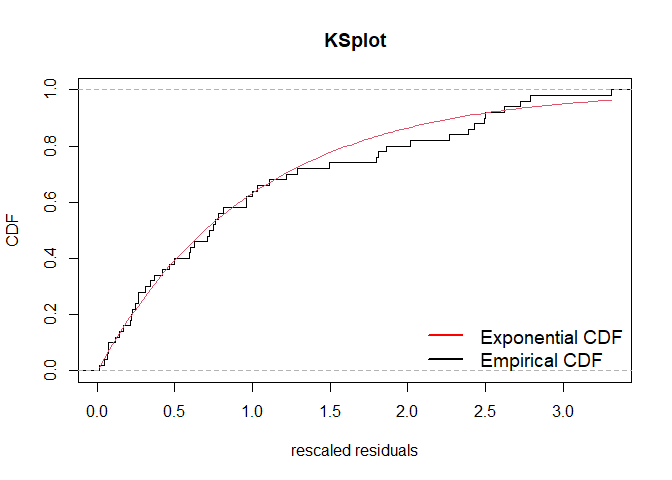 KSplot
CDF
1.0
0.8
0.6
0.4
0.2
0.0
Exponential CDF
Empirical CDF
0.0 0.5 1.0 1.5 2.0 2.5 3.0
rescaled residuals